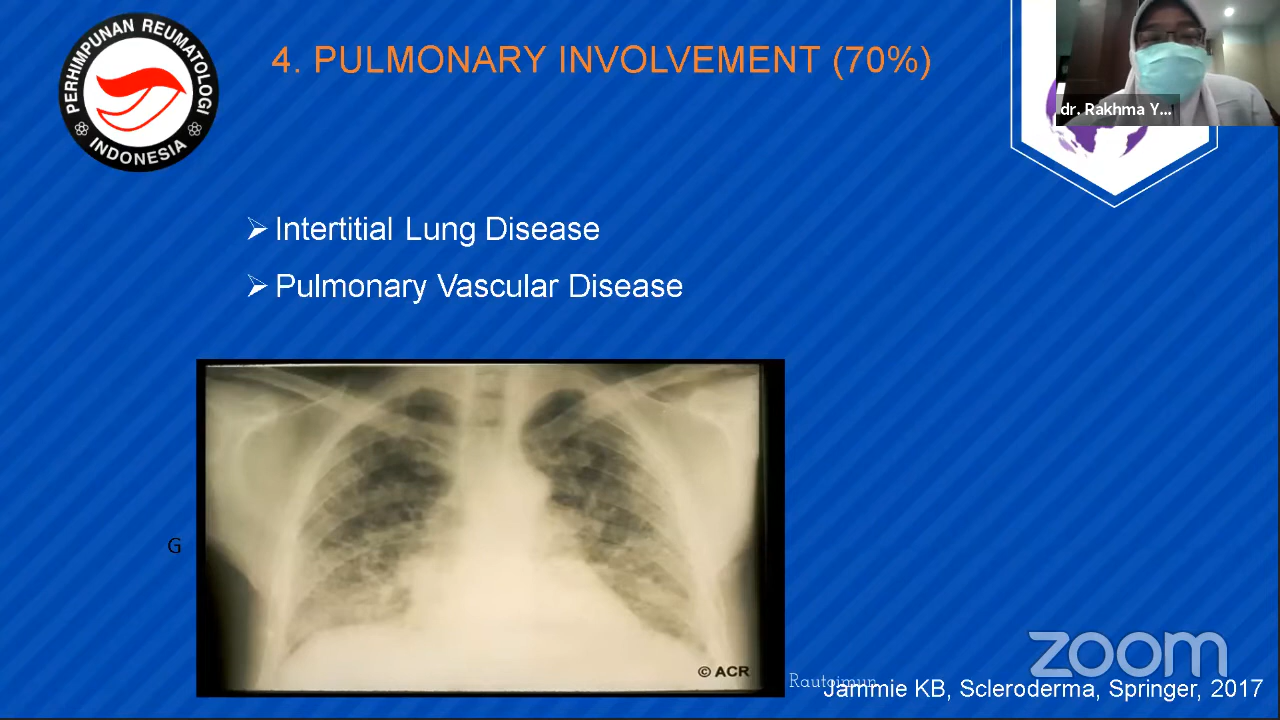 PERHIMPUNAN REUMATOLOGI
INDONESIA
4. PULMONARY INVOLVEMENT (70%)
dr. Rakhma Y...
➢ Intertitial Lung Disease
➢ Pulmonary Vascular Disease
G
© ACR
zoom
Rautoimun
Jammie KB, Scleroderma, Springer, 2017